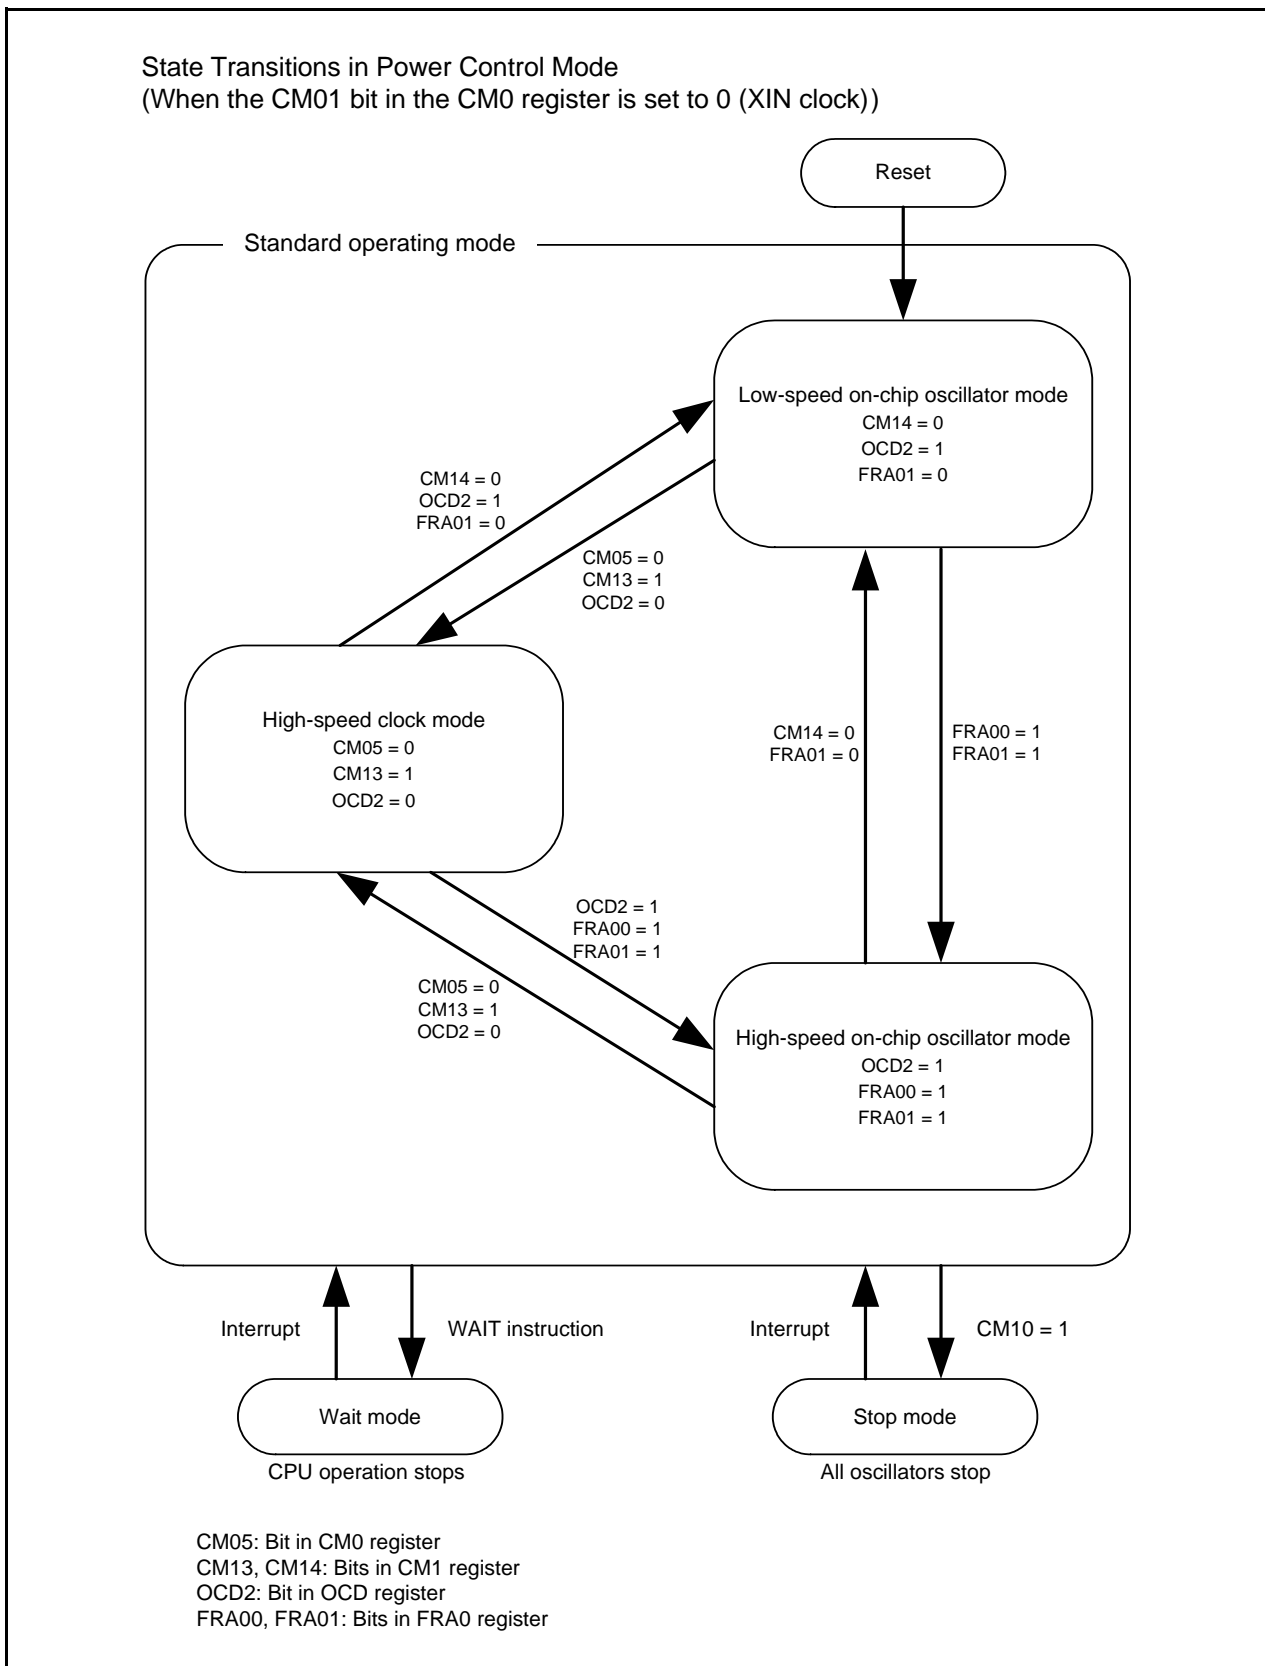 State Transitions in Power Control Mode
(When the CM01 bit in the CM0 register is set to 0 (XIN clock))
Reset
Standard operating mode
Low-speed on-chip oscillator mode
CM14 = 0
OCD2 = 1
FRA01 = 0
CM14 = 0
OCD2 = 1
FRA01 = 0
CM05 = 0
CM13 = 1
OCD2 = 0
High-speed clock mode
CM05 = 0
CM13 = 1
OCD2 = 0
CM14 = 0
FRA01 = 0
FRA00 = 1
FRA01 = 1
OCD2 = 1
FRA00 = 1
FRA01 = 1
CM05 = 0
CM13 = 1
OCD2 = 0
High-speed on-chip oscillator mode
OCD2 = 1
FRA00 = 1
FRA01 = 1
Interrupt
WAIT instruction
Interrupt
CM10 = 1
Wait mode
Stop mode
CPU operation stops
All oscillators stop
CM05: Bit in CM0 register
CM13, CM14: Bits in CM1 register
OCD2: Bit in OCD register
FRA00, FRA01: Bits in FRA0 register